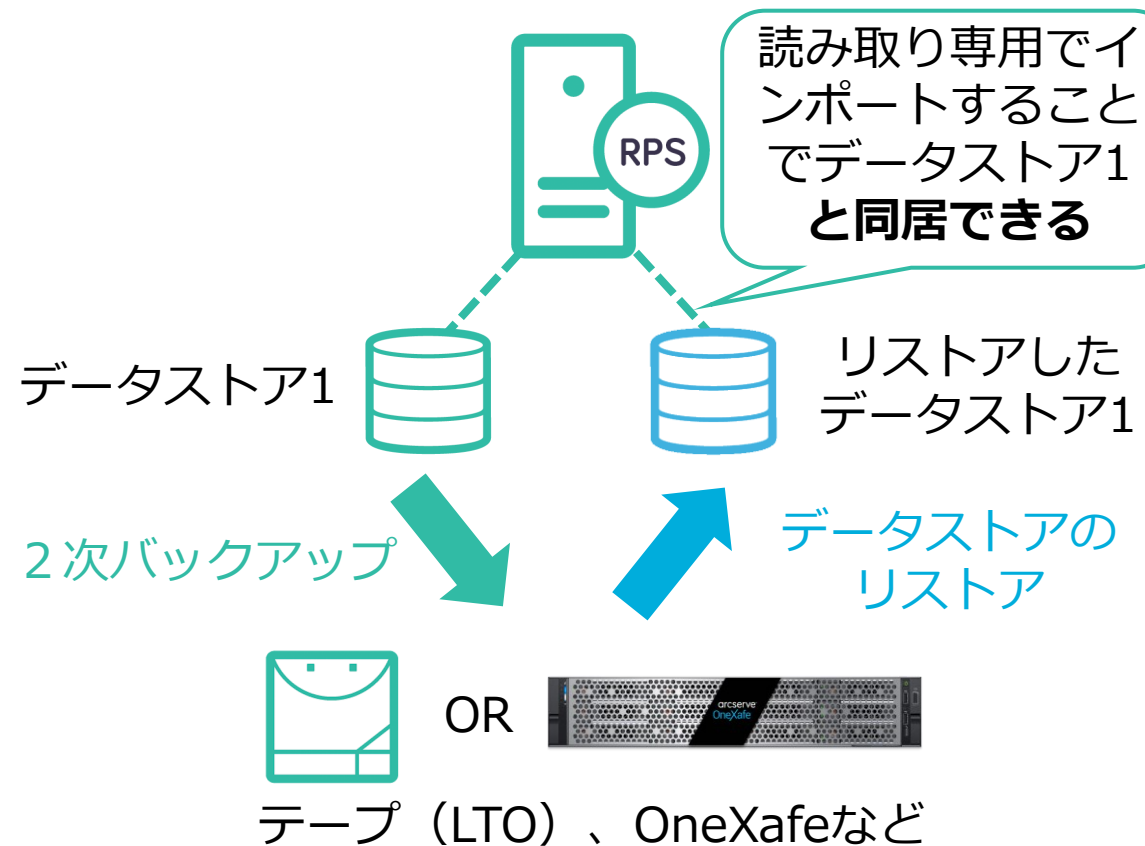 読み取り専用でイ
ンポートすること
でデータストア1
と同居できる
RPS
データストア1
リストアした
データストア1
２次バックアップ
データストアの
リストア
OR
arcserve
OneXafe
テープ（LTO）、OneXafeなど